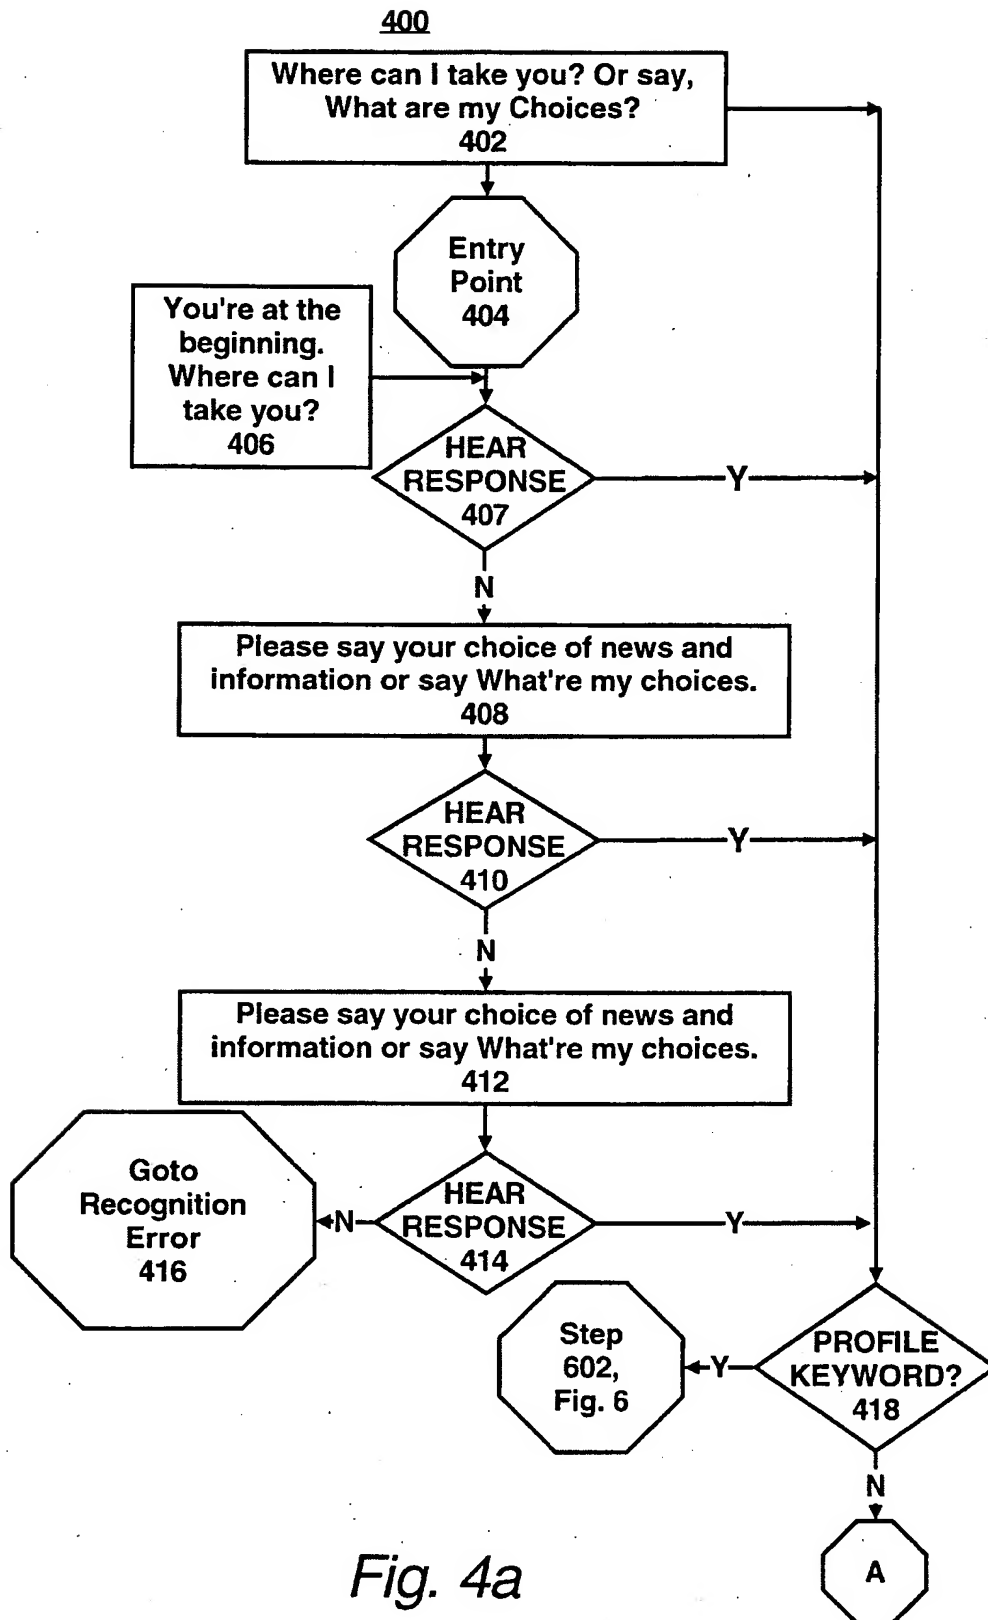 400
Where can I take you? Or say,
What are my Choices?
402
Entry
Point
404
You're at the
beginning.
Where can I
take you?
406
HEAR
RESPONSE
407
Y
N
Please say your choice of news and
information or say What're my choices.
408
HEAR
RESPONSE
410
Y
N
Please say your choice of news and
information or say What're my choices.
412
HEAR
RESPONSE
414
Y
N
Goto
Recognition
Error
416
PROFILE
KEYWORD?
418
Y
Step
602,
Fig. 6
N
A
Fig. 4a